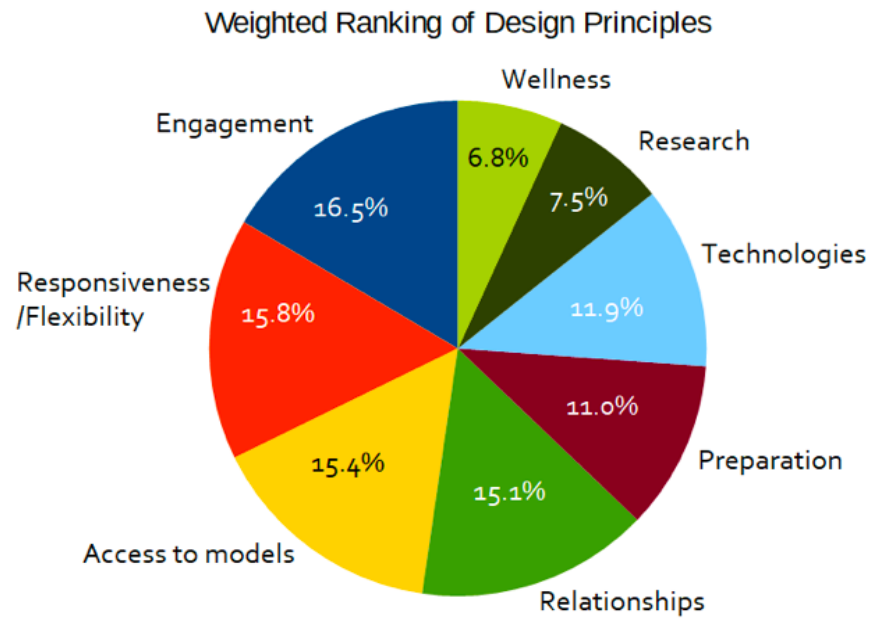 Weighted Ranking of Design Principles
Wellness
6.8%
Research
7.5%
Technologies
11.9%
Preparation
11.0%
Relationships
15.1%
Access to models
15.4%
Responsiveness
/Flexibility
15.8%
Engagement
16.5%